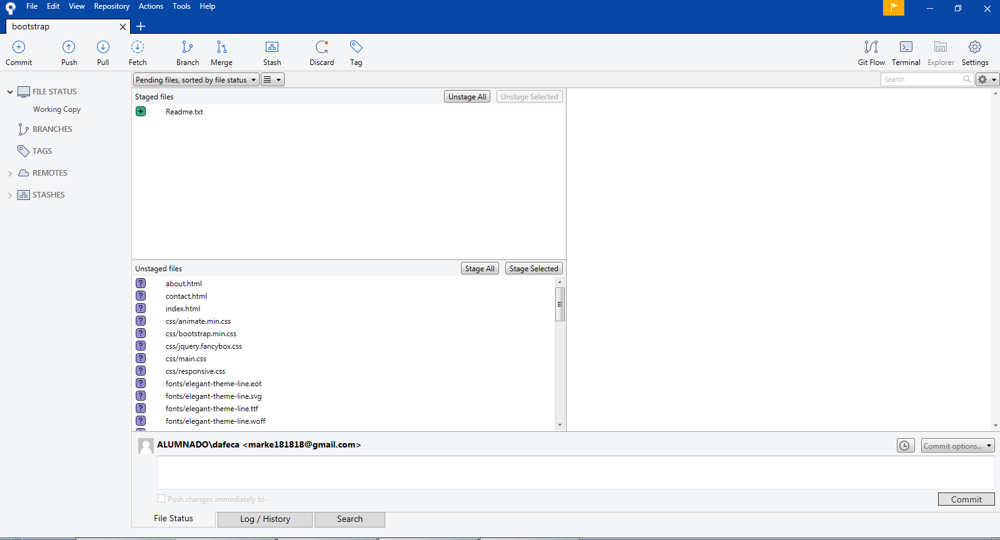 File Edit View Repository Actions Tools Help
bootstrap
Commit Push Pull Fetch Branch Merge Stash Discard Tag Git Flow Terminal Explorer Settings
Pending files, sorted by file status
Search
FILE STATUS
Working Copy
BRANCHES
TAGS
REMOTES
STASHES
Staged files Unstage All Unstage Selected
Readme.txt
Unstaged files Stage All Stage Selected
? about.html
? contact.html
? index.html
? css/animate.min.css
? css/bootstrap.min.css
? css/jquery.fancybox.css
? css/main.css
? css/responsive.css
? fonts/elegant-theme-line.eot
? fonts/elegant-theme-line.svg
? fonts/elegant-theme-line.ttf
? fonts/elegant-theme-line.woff
ALUMNADO\dafeca <marke181818@gmail.com>
Commit options...
Push changes immediately to -
Commit
File Status Log / History Search